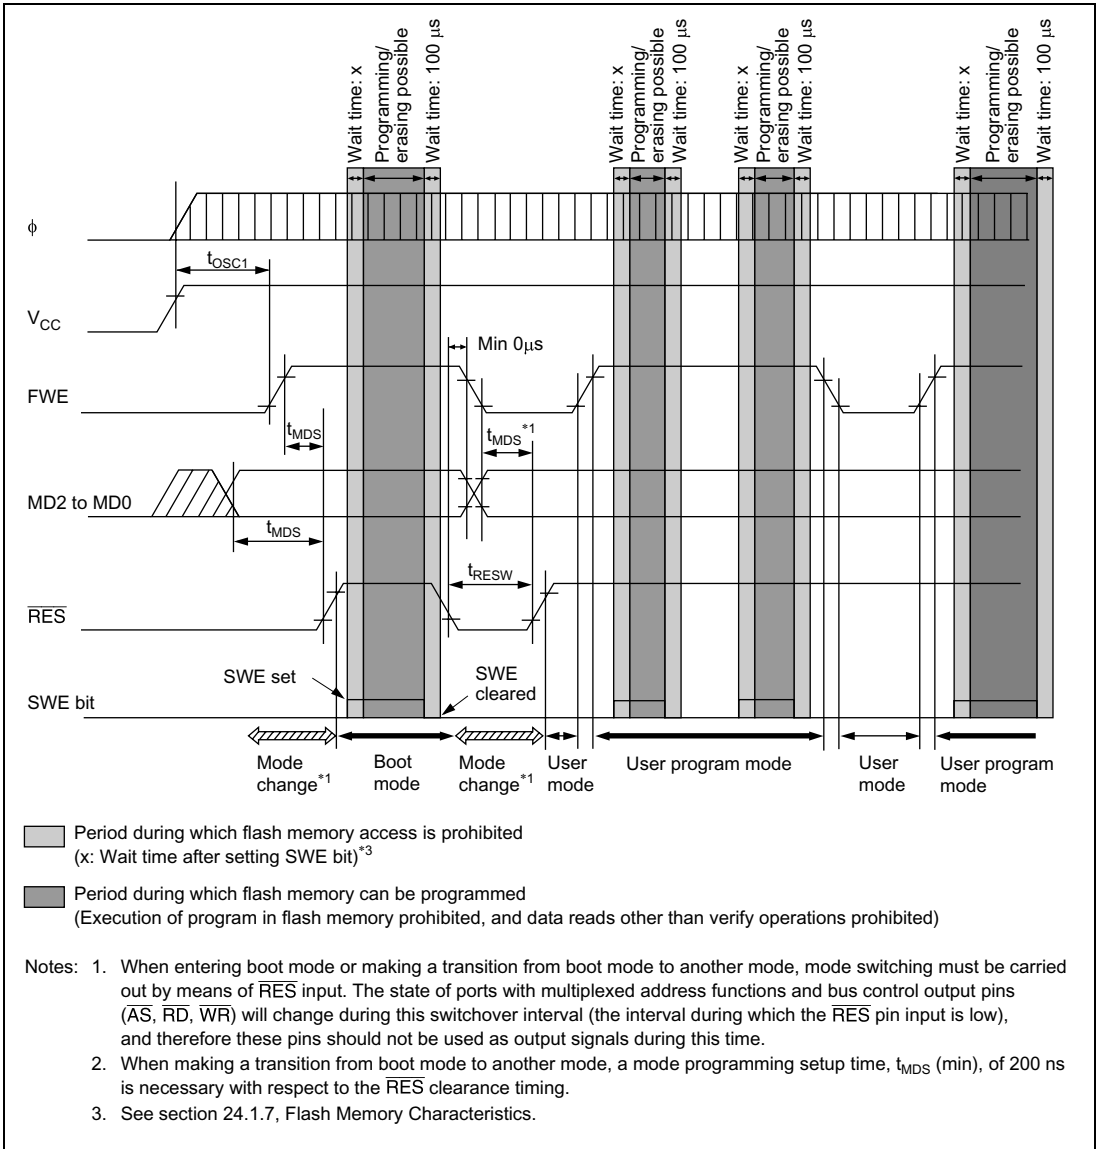 Wait time: x
Programming/
erasing possible
Wait time: 100 μs
Wait time: x
Programming/
erasing possible
Wait time: 100 μs
Wait time: x
Programming/
erasing possible
Wait time: 100 μs
Wait time: x
Programming/
erasing possible
Wait time: 100 μs
ϕ
tOSC1
VCC
Min 0μs
FWE
tMDS
tMDS*1
MD2 to MD0
tMDS
tRESW
RES
SWE set
SWE
cleared
SWE bit
Mode
change*1
Boot
mode
Mode
change*1
User
mode
User program mode
User
mode
User program
mode
Period during which flash memory access is prohibited
(x: Wait time after setting SWE bit)*3
Period during which flash memory can be programmed
(Execution of program in flash memory prohibited, and data reads other than verify operations prohibited)
Notes: 1. When entering boot mode or making a transition from boot mode to another mode, mode switching must be carried
out by means of RES input. The state of ports with multiplexed address functions and bus control output pins
(AS, RD, WR) will change during this switchover interval (the interval during which the RES pin input is low),
and therefore these pins should not be used as output signals during this time.
2. When making a transition from boot mode to another mode, a mode programming setup time, tMDS (min), of 200 ns
is necessary with respect to the RES clearance timing.
3. See section 24.1.7, Flash Memory Characteristics.